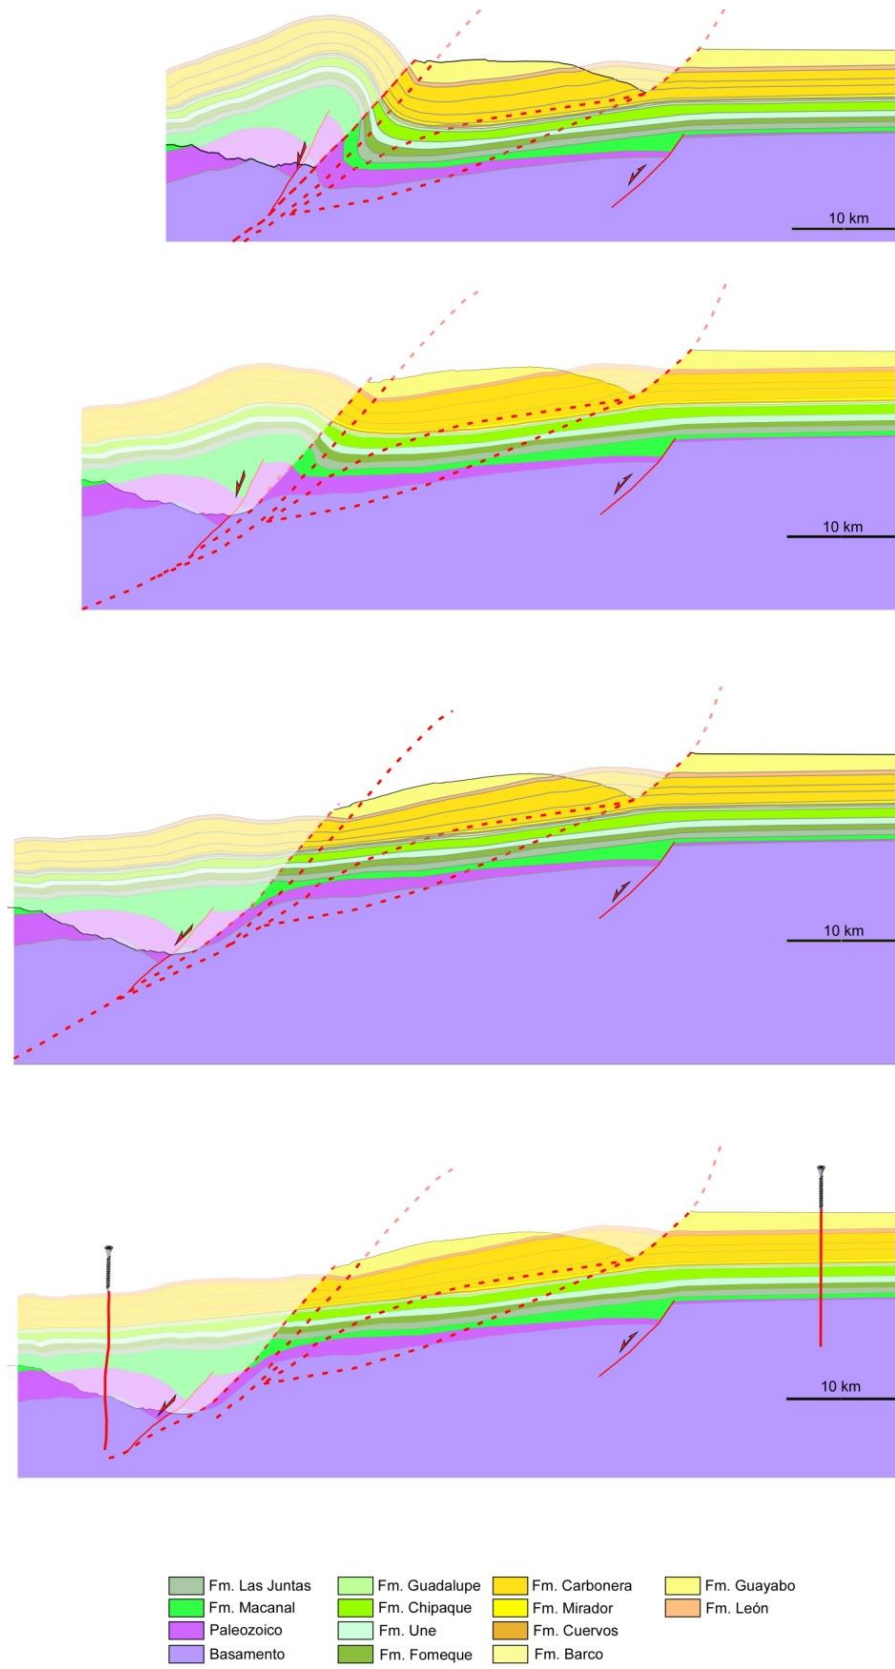 10 km
10 km
10 km
10 km
Fm. Las Juntas Fm. Guadalupe Fm. Carbonera Fm. Guayabo
Fm. Macanal Fm. Chipaque Fm. Mirador Fm. León
Paleozoico Fm. Une Fm. Cuervos
Basamento Fm. Fomeque Fm. Barco